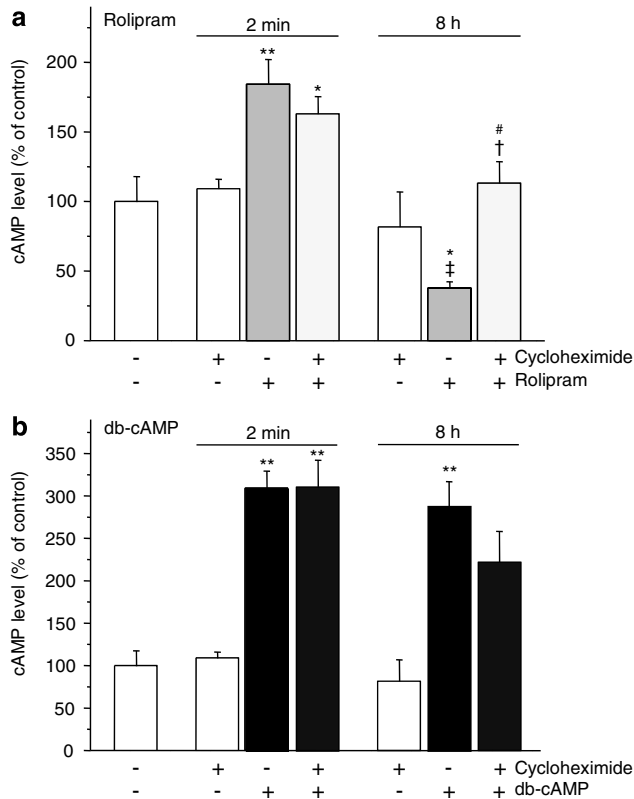 a Rolipram 2 min 8 h
cAMP level (% of control)
250
200
150
100
50
0
** * * ‡ # †
- + - + + - + Cycloheximide
- - + + - + + Rolipram
b db-cAMP 2 min 8 h
cAMP level (% of control)
350
300
250
200
150
100
50
0
** ** **
- + - + + - + Cycloheximide
- - + + - + + db-cAMP